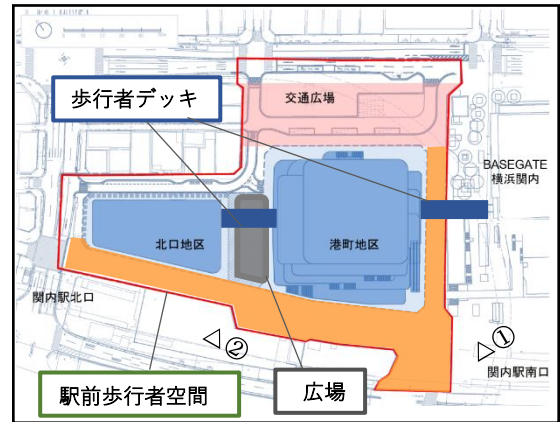 歩行者デッキ
交通広場
BASEGATE
横浜関内
北口地区
港町地区
関内駅北口
②
①
駅前歩行者空間
広場
関内駅南口